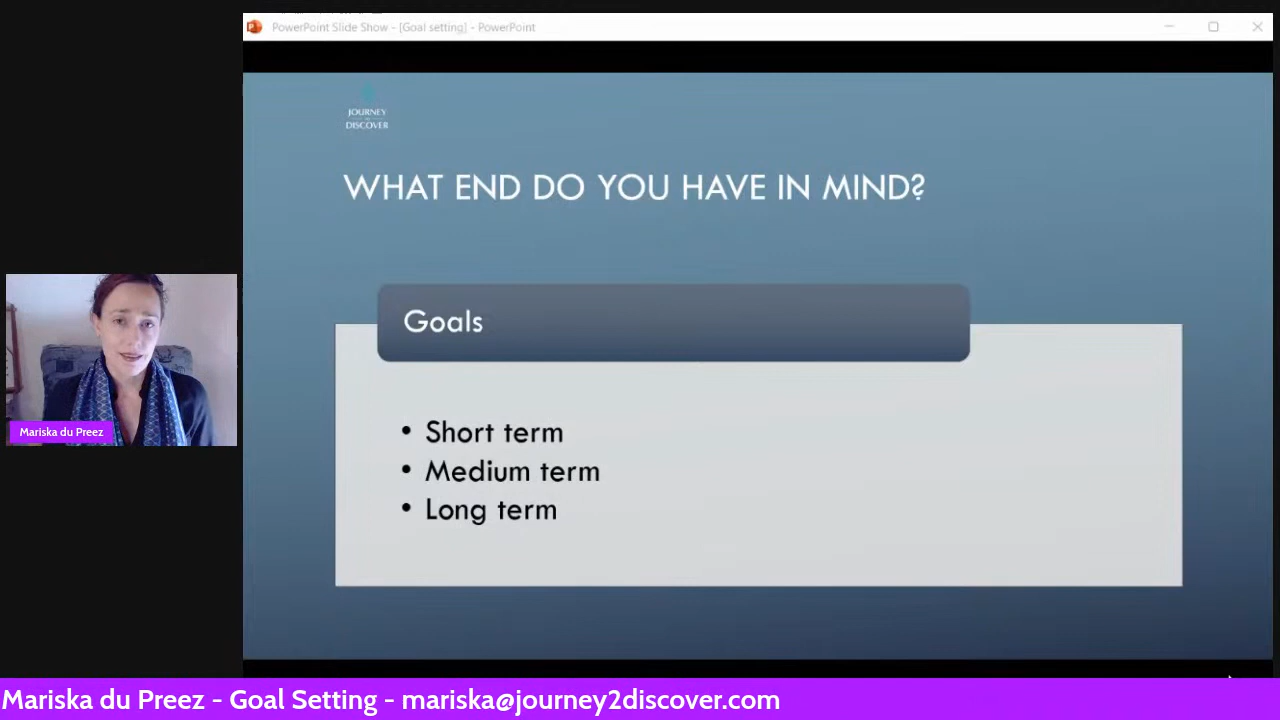 PowerPoint Slide Show - [Goal setting] - PowerPoint
JOURNEY
DISCOVER
WHAT END DO YOU HAVE IN MIND?
Goals
• Short term
• Medium term
• Long term
Mariska du Preez
Mariska du Preez - Goal Setting - mariska@journey2discover.com